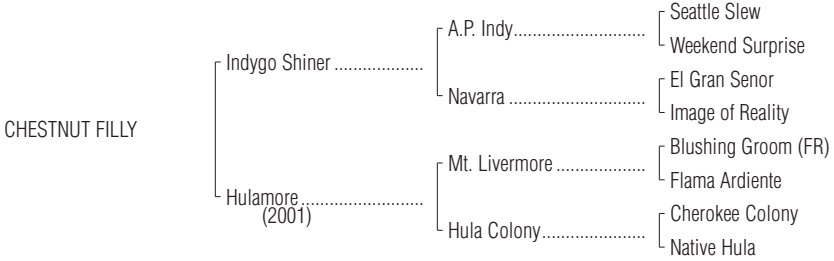 Seattle Slew
A.P. Indy...........................
Weekend Surprise
Indygo Shiner ...................
El Gran Senor
Navarra .............................
Image of Reality
CHESTNUT FILLY
Blushing Groom (FR)
Mt. Livermore ...................
Flama Ardiente
Hulamore..........................
(2001)
Cherokee Colony
Hula Colony......................
Native Hula